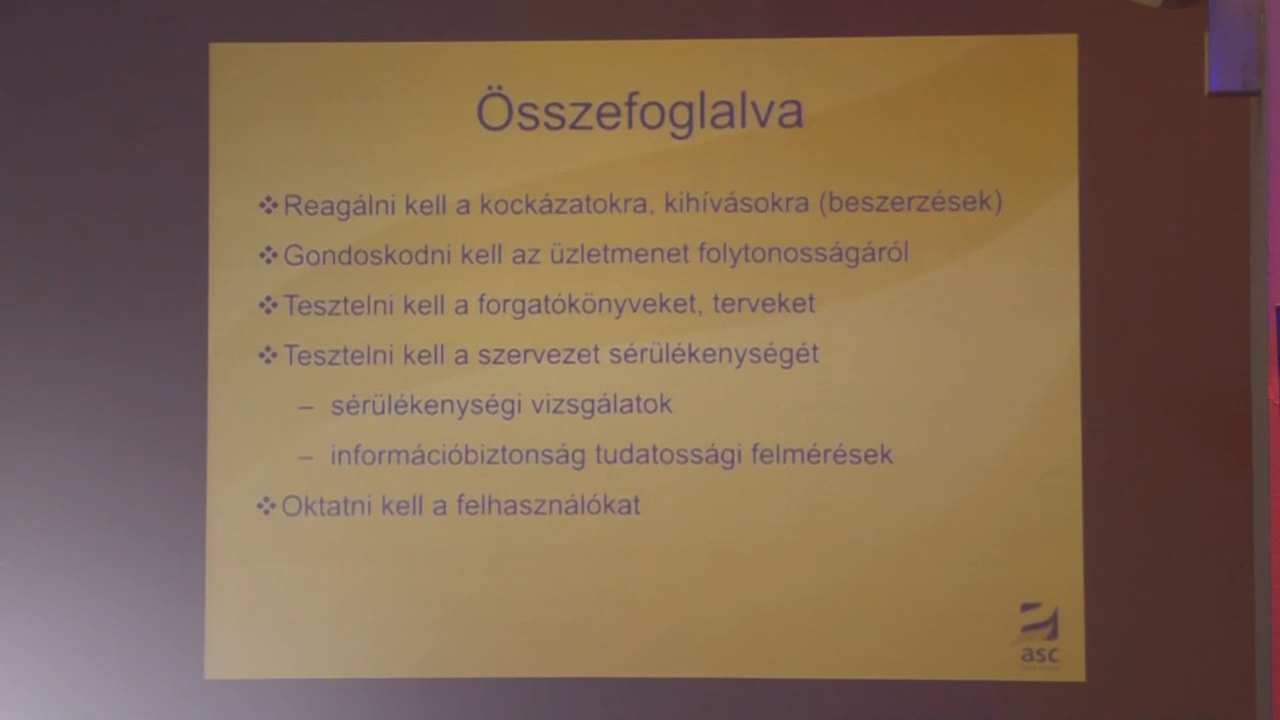 Összefoglalva
❖ Reagálni kell a kockázatokra, kihívásokra (beszerzések)
❖ Gondoskodni kell az üzletmenet folytonosságáról
❖ Tesztelni kell a forgatókönyveket, terveket
❖ Tesztelni kell a szervezet sérülékenységét
– sérülékenységi vizsgálatok
– információbiztonság tudatossági felmérések
❖ Oktatni kell a felhasználókat
asc